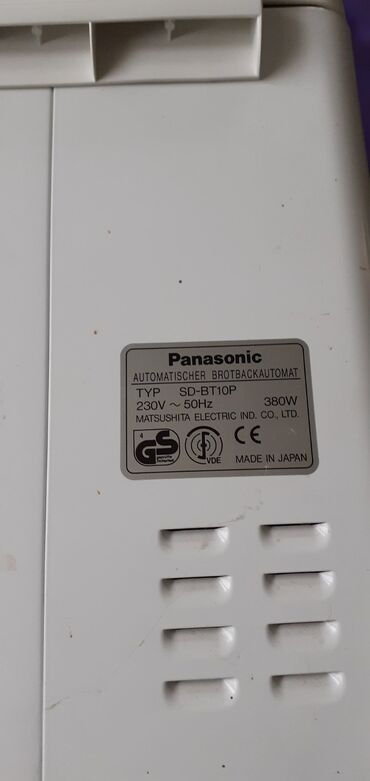 Panasonic
AUTOMATISCHER BROTBACKAUTOMAT
TYP SD-BT10P
230V ~ 50Hz 380W
MATSUSHITA ELECTRIC IND. CO., LTD.
4 GS VDE CE
MADE IN JAPAN